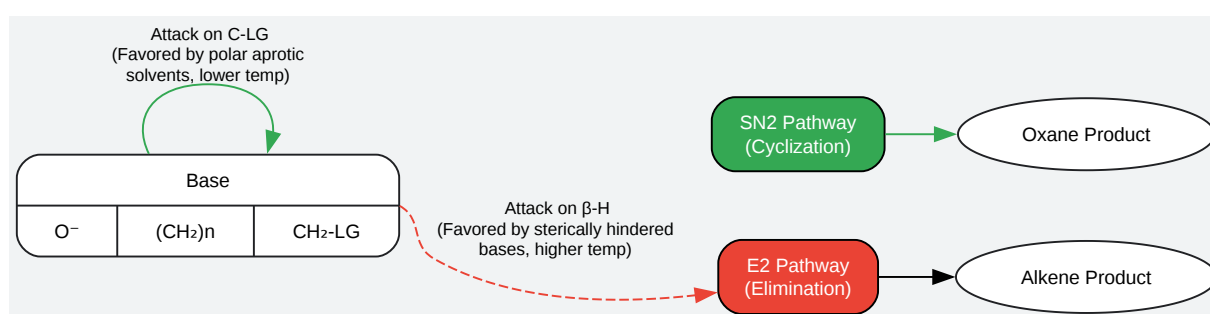 Attack on C-LG
(Favored by polar aprotic
solvents, lower temp)
Base
O⁻
(CH₂)n
CH₂-LG
Attack on β-H
(Favored by sterically hindered
bases, higher temp)
SN2 Pathway
(Cyclization)
Oxane Product
E2 Pathway
(Elimination)
Alkene Product